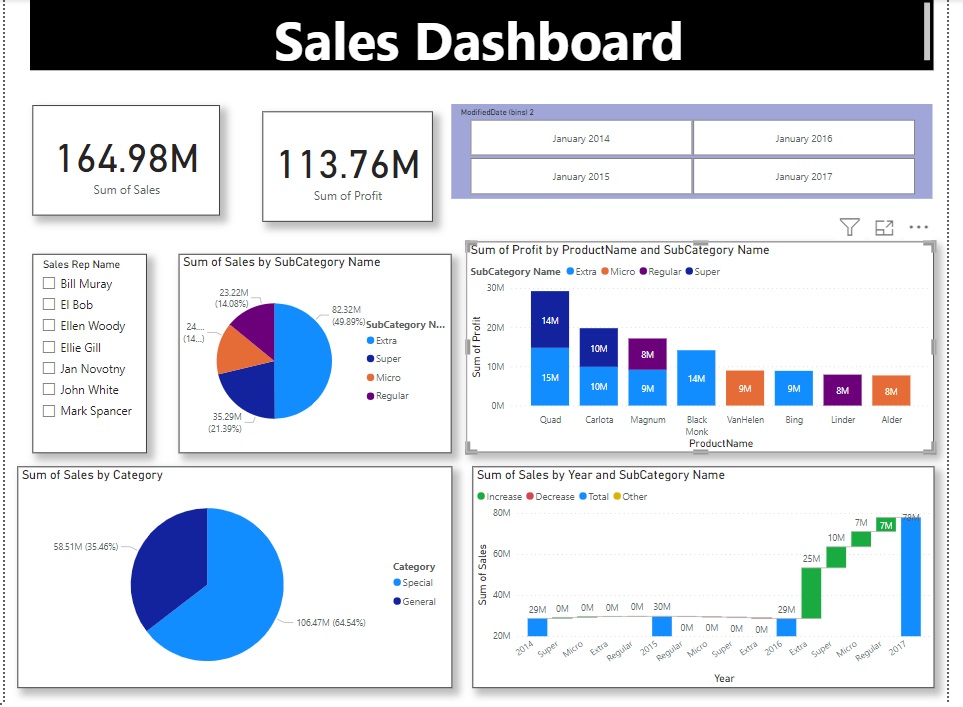 Sales Dashboard
164.98M
Sum of Sales
113.76M
Sum of Profit
ModifiedDate (bins) 2
January 2014
January 2016
January 2015
January 2017
Sales Rep Name
Bill Muray
El Bob
Ellen Woody
Ellie Gill
Jan Novotny
John White
Mark Spancer
Sum of Sales by SubCategory Name
23.22M
(14.08%)
82.32M
(49.89%)
24...
(14...)
35.29M
(21.39%)
SubCategory N...
Extra
Super
Micro
Regular
Sum of Profit by ProductName and SubCategory Name
SubCategory Name Extra Micro Regular Super
Sum of Profit
30M
20M
10M
0M
14M
15M
10M
10M
8M
9M
14M
9M
9M
8M
8M
Quad Carlota Magnum Black Monk VanHelen Bing Linder Alder
ProductName
Sum of Sales by Category
58.51M (35.46%)
106.47M (64.54%)
Category
Special
General
Sum of Sales by Year and SubCategory Name
Increase Decrease Total Other
Sum of Sales
80M
60M
40M
20M
29M 0M 0M 0M 0M 30M 0M 0M 0M 0M 29M 25M 10M 7M 7M 78M
2014 Super Micro Extra Regular 2015 Regular Micro Super Extra 2016 Extra Super Micro Regular 2017
Year